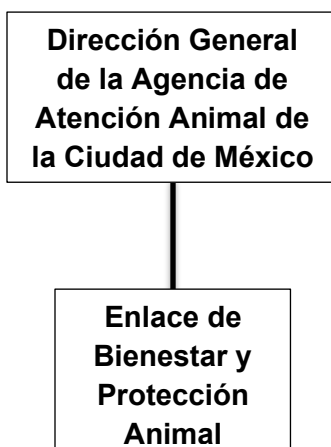 Dirección General
de la Agencia de
Atención Animal de
la Ciudad de México
Enlace de
Bienestar y
Protección
Animal